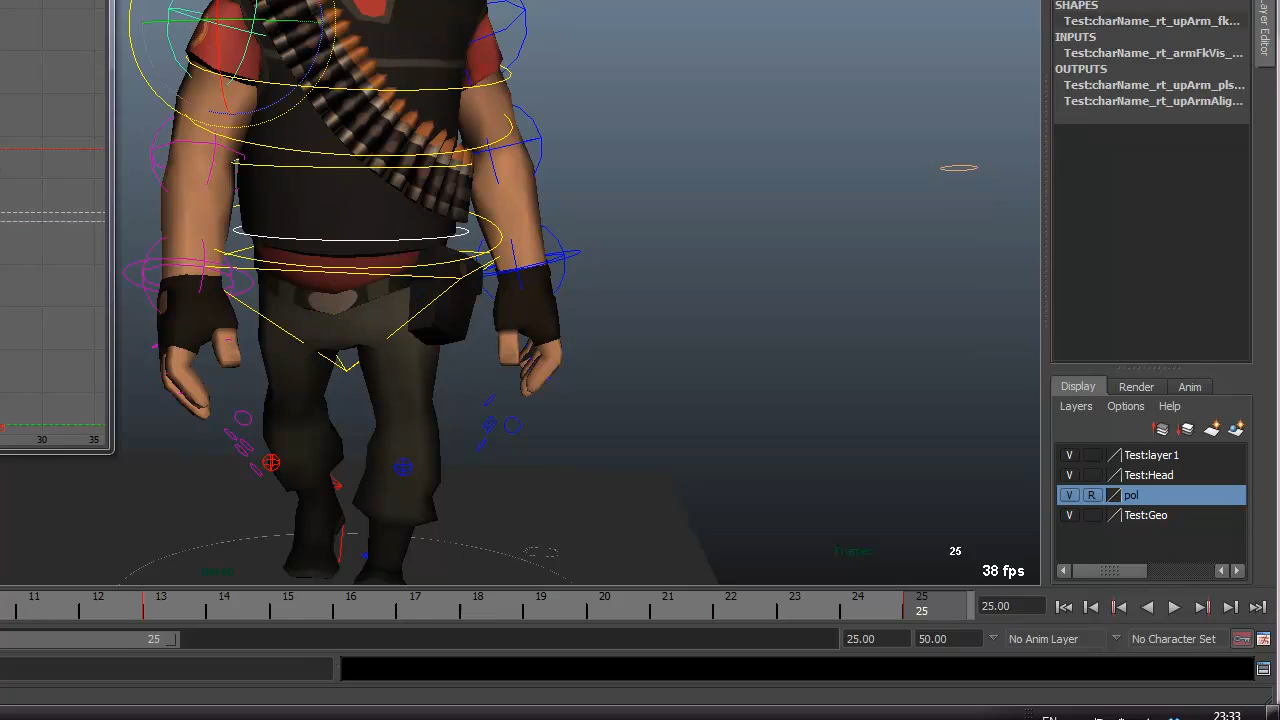 SHAPES
Test:charName_rt_upArm_fk...
INPUTS
Test:charName_rt_armFkVis_...
OUTPUTS
Test:charName_rt_upArm_pls...
Test:charName_rt_upArmAlig...
Layer Editor
30 35
Display Render Anim
Layers Options Help
V Test:layer1
V Test:Head
V R pol
V Test:Geo
25
38 fps
11 12 13 14 15 16 17 18 19 20 21 22 23 24 25
25
25.00
25
25.00 50.00 No Anim Layer No Character Set
EN 23:33